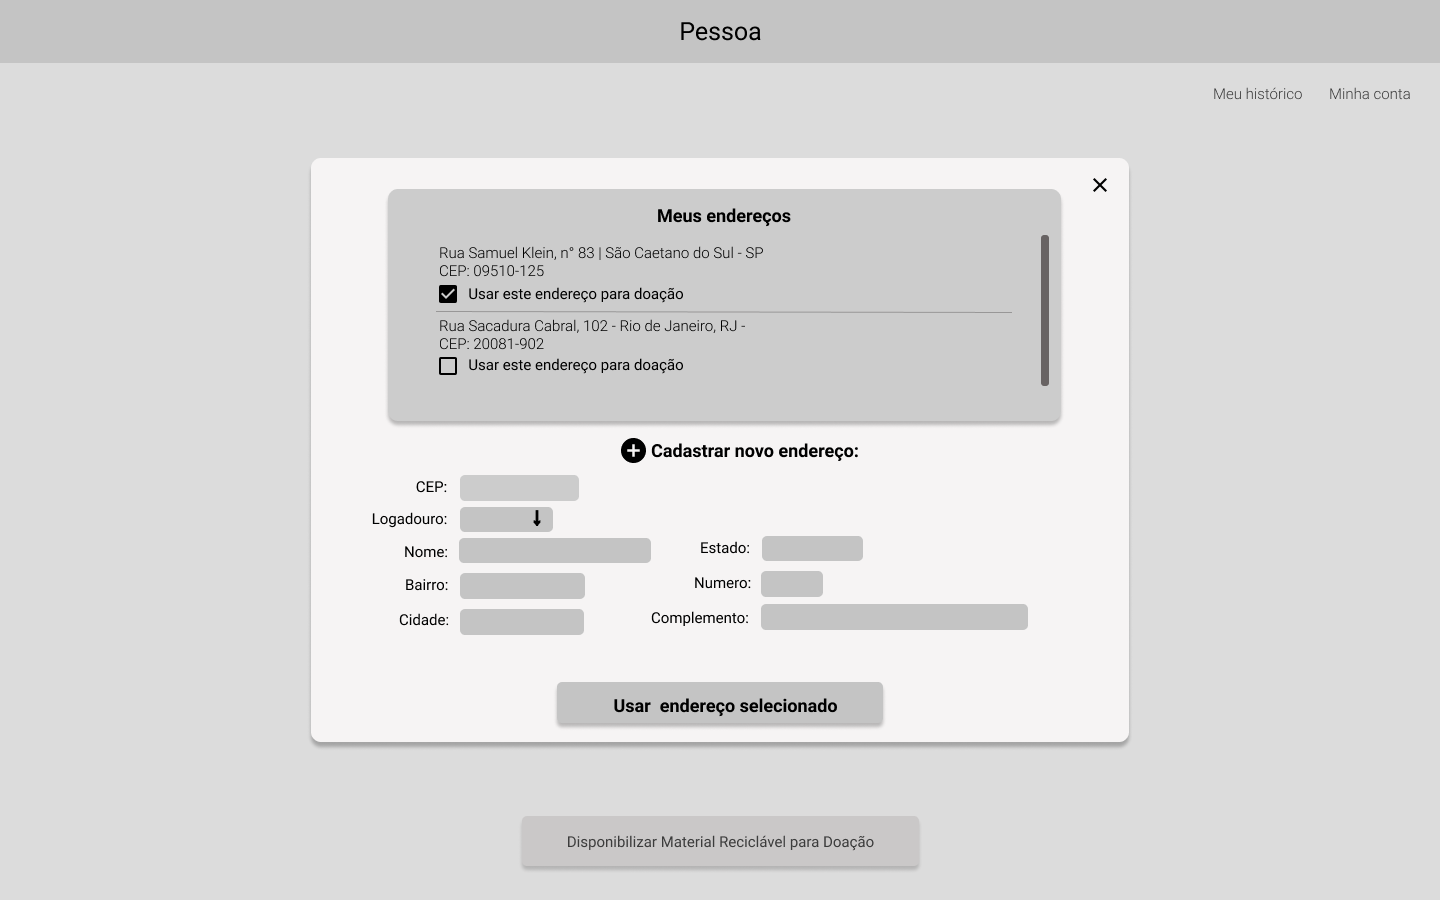 Pessoa
Meu histórico
Minha conta
Meus endereços
Rua Samuel Klein, n° 83 | São Caetano do Sul - SP
CEP: 09510-125
Usar este endereço para doação
Rua Sacadura Cabral, 102 - Rio de Janeiro, RJ -
CEP: 20081-902
Usar este endereço para doação
Cadastrar novo endereço:
CEP:
Logadouro:
Nome:
Estado:
Bairro:
Numero:
Cidade:
Complemento:
Usar  endereço selecionado
Disponibilizar Material Reciclável para Doação